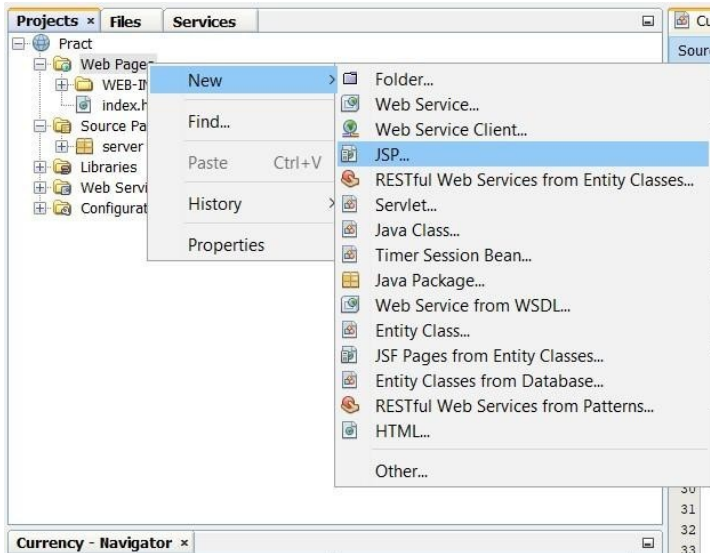 Projects × Files Services
Cu
Pract
Sour
Web Pages
WEB-IN
index.h
Source Pa
server
Libraries
Web Servi
Configurat
New
Find...
Paste Ctrl+V
History
Properties
Folder...
Web Service...
Web Service Client...
JSP...
RESTful Web Services from Entity Classes...
Servlet...
Java Class...
Timer Session Bean...
Java Package...
Web Service from WSDL...
Entity Class...
JSF Pages from Entity Classes...
Entity Classes from Database...
RESTful Web Services from Patterns...
HTML...
Other...
30
31
32
33
Currency - Navigator ×